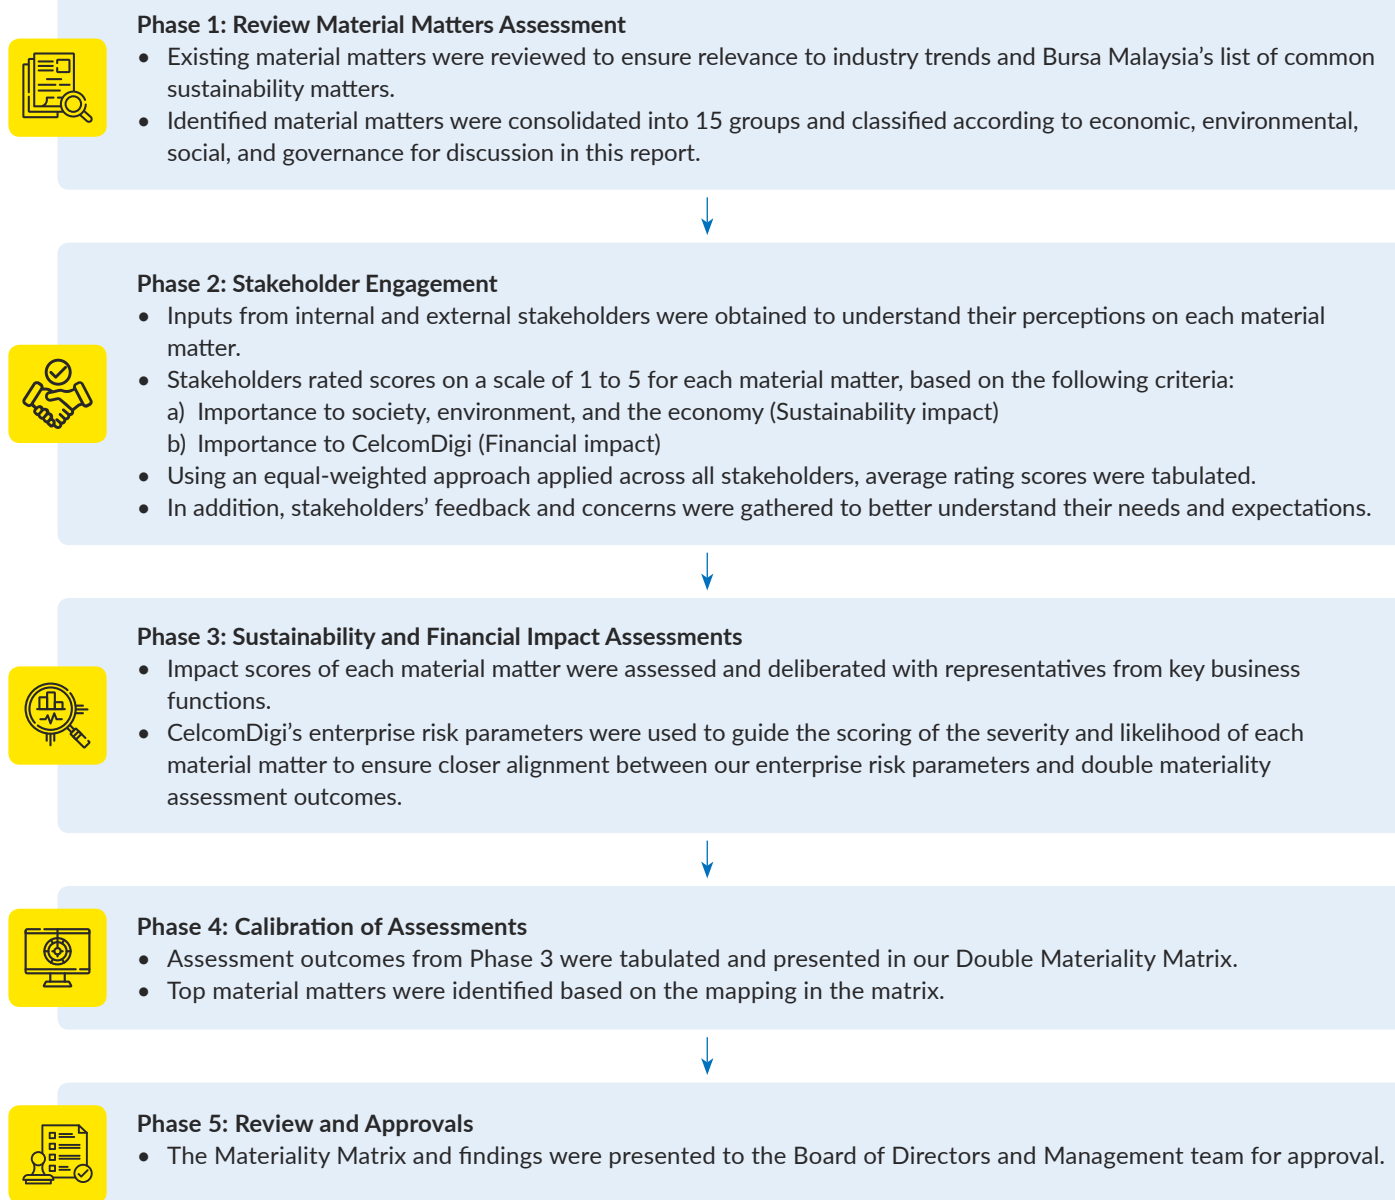 Phase 1: Review Material Matters Assessment
• Existing material matters were reviewed to ensure relevance to industry trends and Bursa Malaysia’s list of common
sustainability matters.
• Identified material matters were consolidated into 15 groups and classified according to economic, environmental,
social, and governance for discussion in this report.
Phase 2: Stakeholder Engagement
• Inputs from internal and external stakeholders were obtained to understand their perceptions on each material
matter.
• Stakeholders rated scores on a scale of 1 to 5 for each material matter, based on the following criteria:
a) Importance to society, environment, and the economy (Sustainability impact)
b) Importance to CelcomDigi (Financial impact)
• Using an equal-weighted approach applied across all stakeholders, average rating scores were tabulated.
• In addition, stakeholders’ feedback and concerns were gathered to better understand their needs and expectations.
Phase 3: Sustainability and Financial Impact Assessments
• Impact scores of each material matter were assessed and deliberated with representatives from key business
functions.
• CelcomDigi’s enterprise risk parameters were used to guide the scoring of the severity and likelihood of each
material matter to ensure closer alignment between our enterprise risk parameters and double materiality
assessment outcomes.
Phase 4: Calibration of Assessments
• Assessment outcomes from Phase 3 were tabulated and presented in our Double Materiality Matrix.
• Top material matters were identified based on the mapping in the matrix.
Phase 5: Review and Approvals
• The Materiality Matrix and findings were presented to the Board of Directors and Management team for approval.